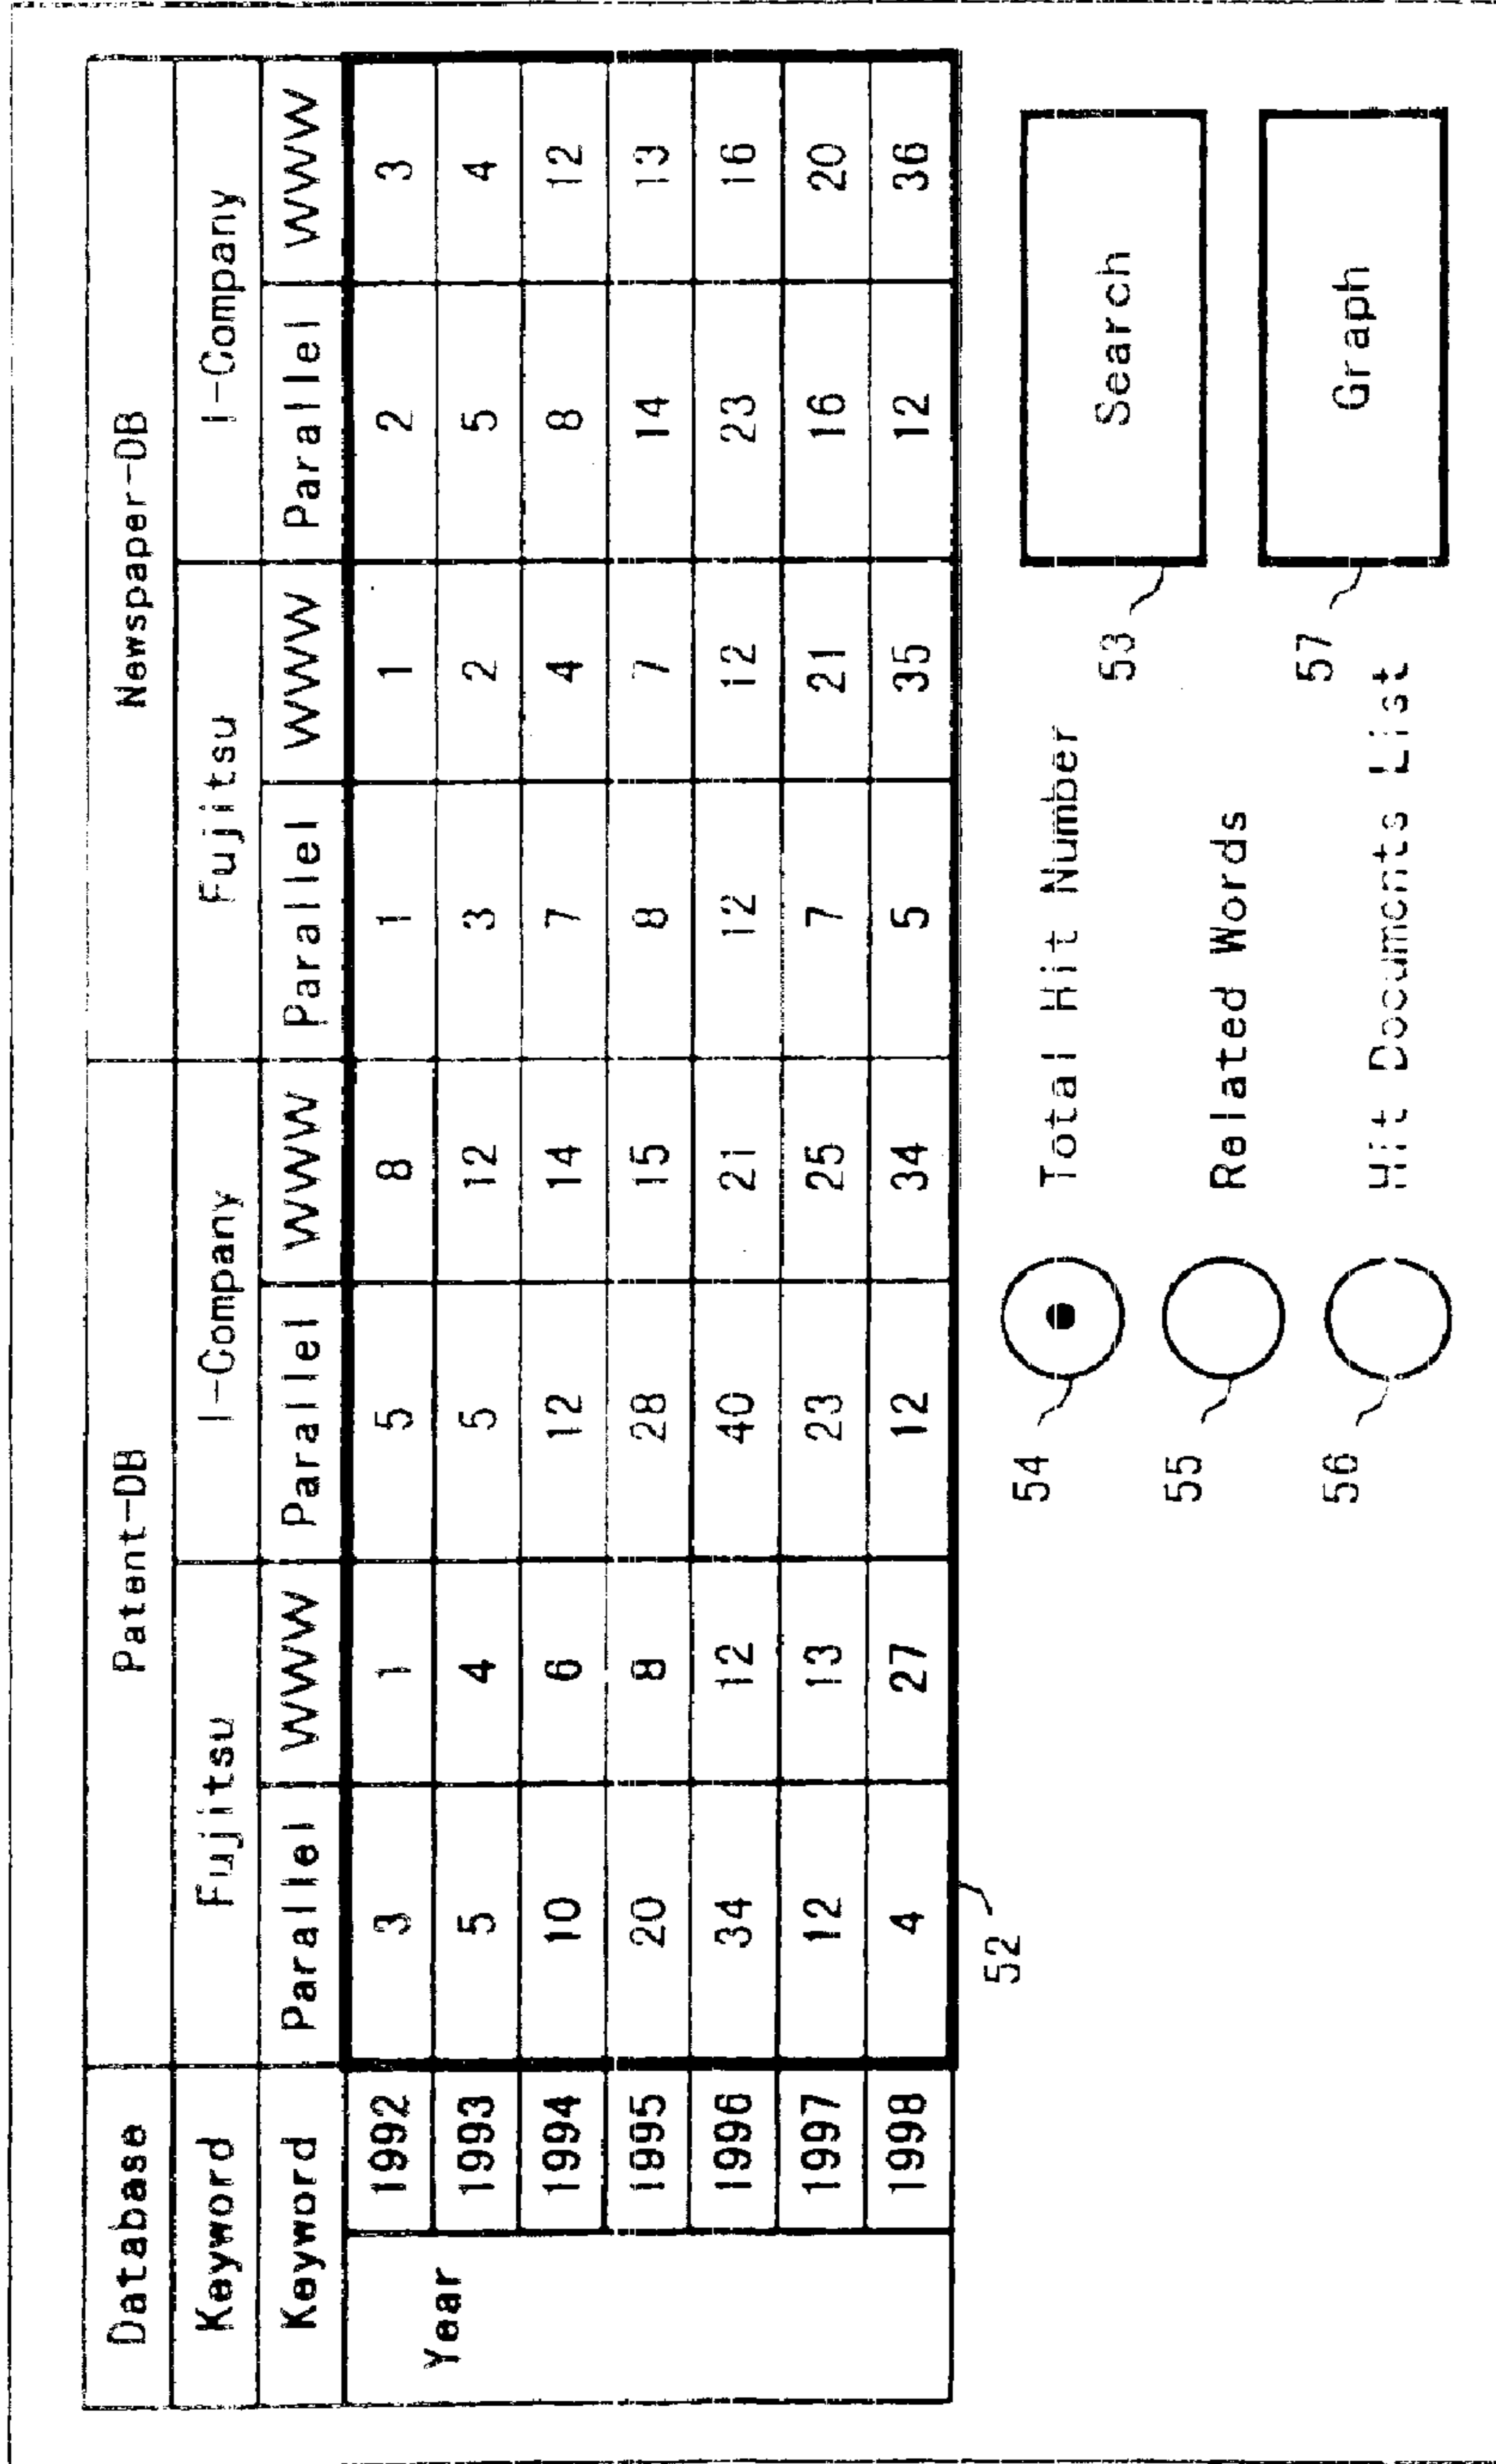 Database Patent-DB Newspaper-DB
Keyword Fujitsu I-Company Fujitsu I-Company
Keyword Parallel WWW Parallel WWW Parallel WWW Parallel WWW
Year 1992 3 1 5 8 1 1 2 3
1993 5 4 5 12 3 2 5 4
1994 10 6 12 14 7 4 8 12
1995 20 8 28 15 8 7 14 13
1996 34 12 40 21 12 12 23 16
1997 12 13 23 25 7 21 16 20
1998 4 27 12 34 5 35 12 36
52
54 Total Hit Number
53 Search
55 Related Words
56 Hit Documents List
57 Graph